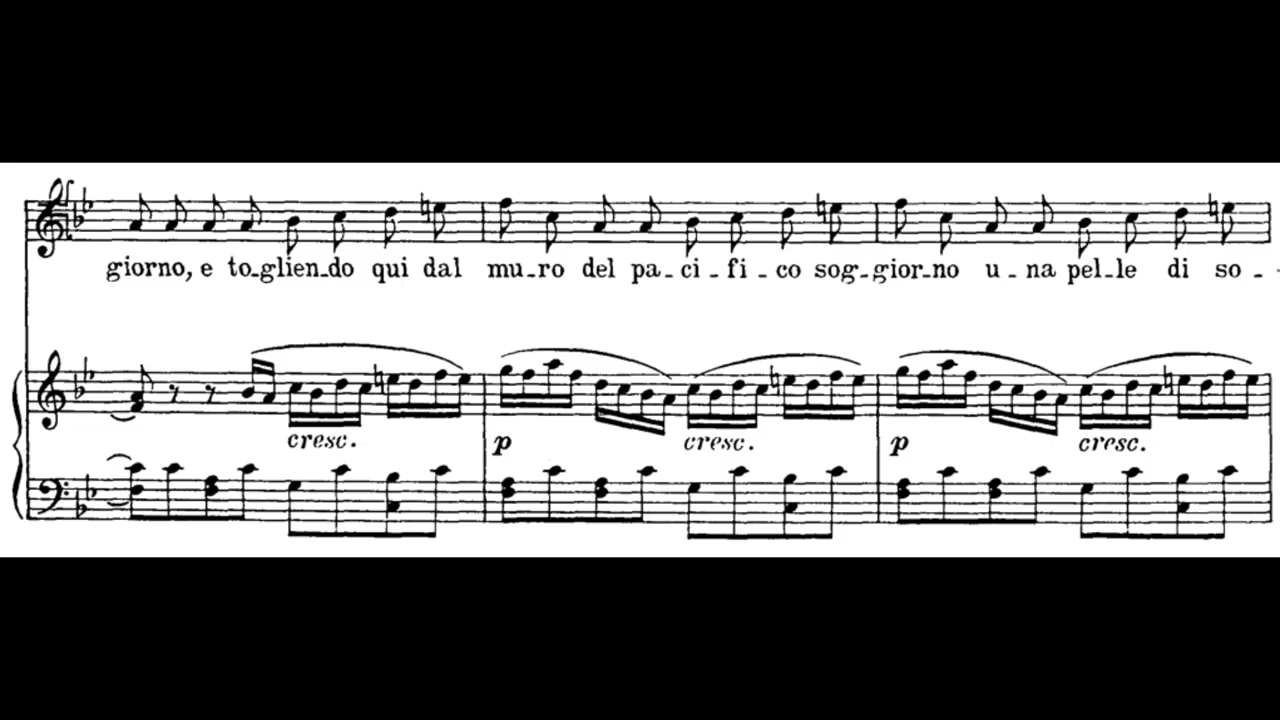 giorno, e to-glien-do qui dal mu-ro del pa-ci-fi-co sog-gior-no u-na pel-le di so-
cresc. p cresc. p cresc.